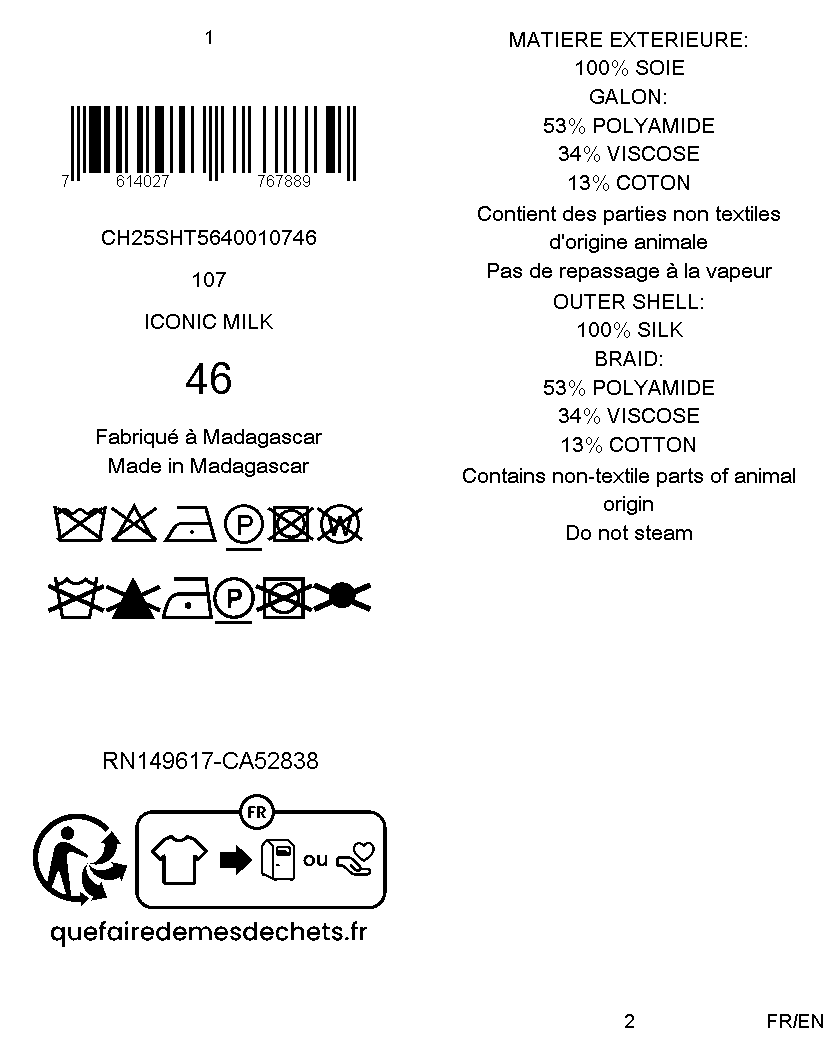 1
7 614027 767889
CH25SHT5640010746
107
ICONIC MILK
46
Fabriqué à Madagascar
Made in Madagascar
P W
P
RN149617-CA52838
FR
ou
quefairedemesdechets.fr
MATIERE EXTERIEURE:
100% SOIE
GALON:
53% POLYAMIDE
34% VISCOSE
13% COTON
Contient des parties non textiles
d'origine animale
Pas de repassage à la vapeur
OUTER SHELL:
100% SILK
BRAID:
53% POLYAMIDE
34% VISCOSE
13% COTTON
Contains non-textile parts of animal
origin
Do not steam
2
FR/EN